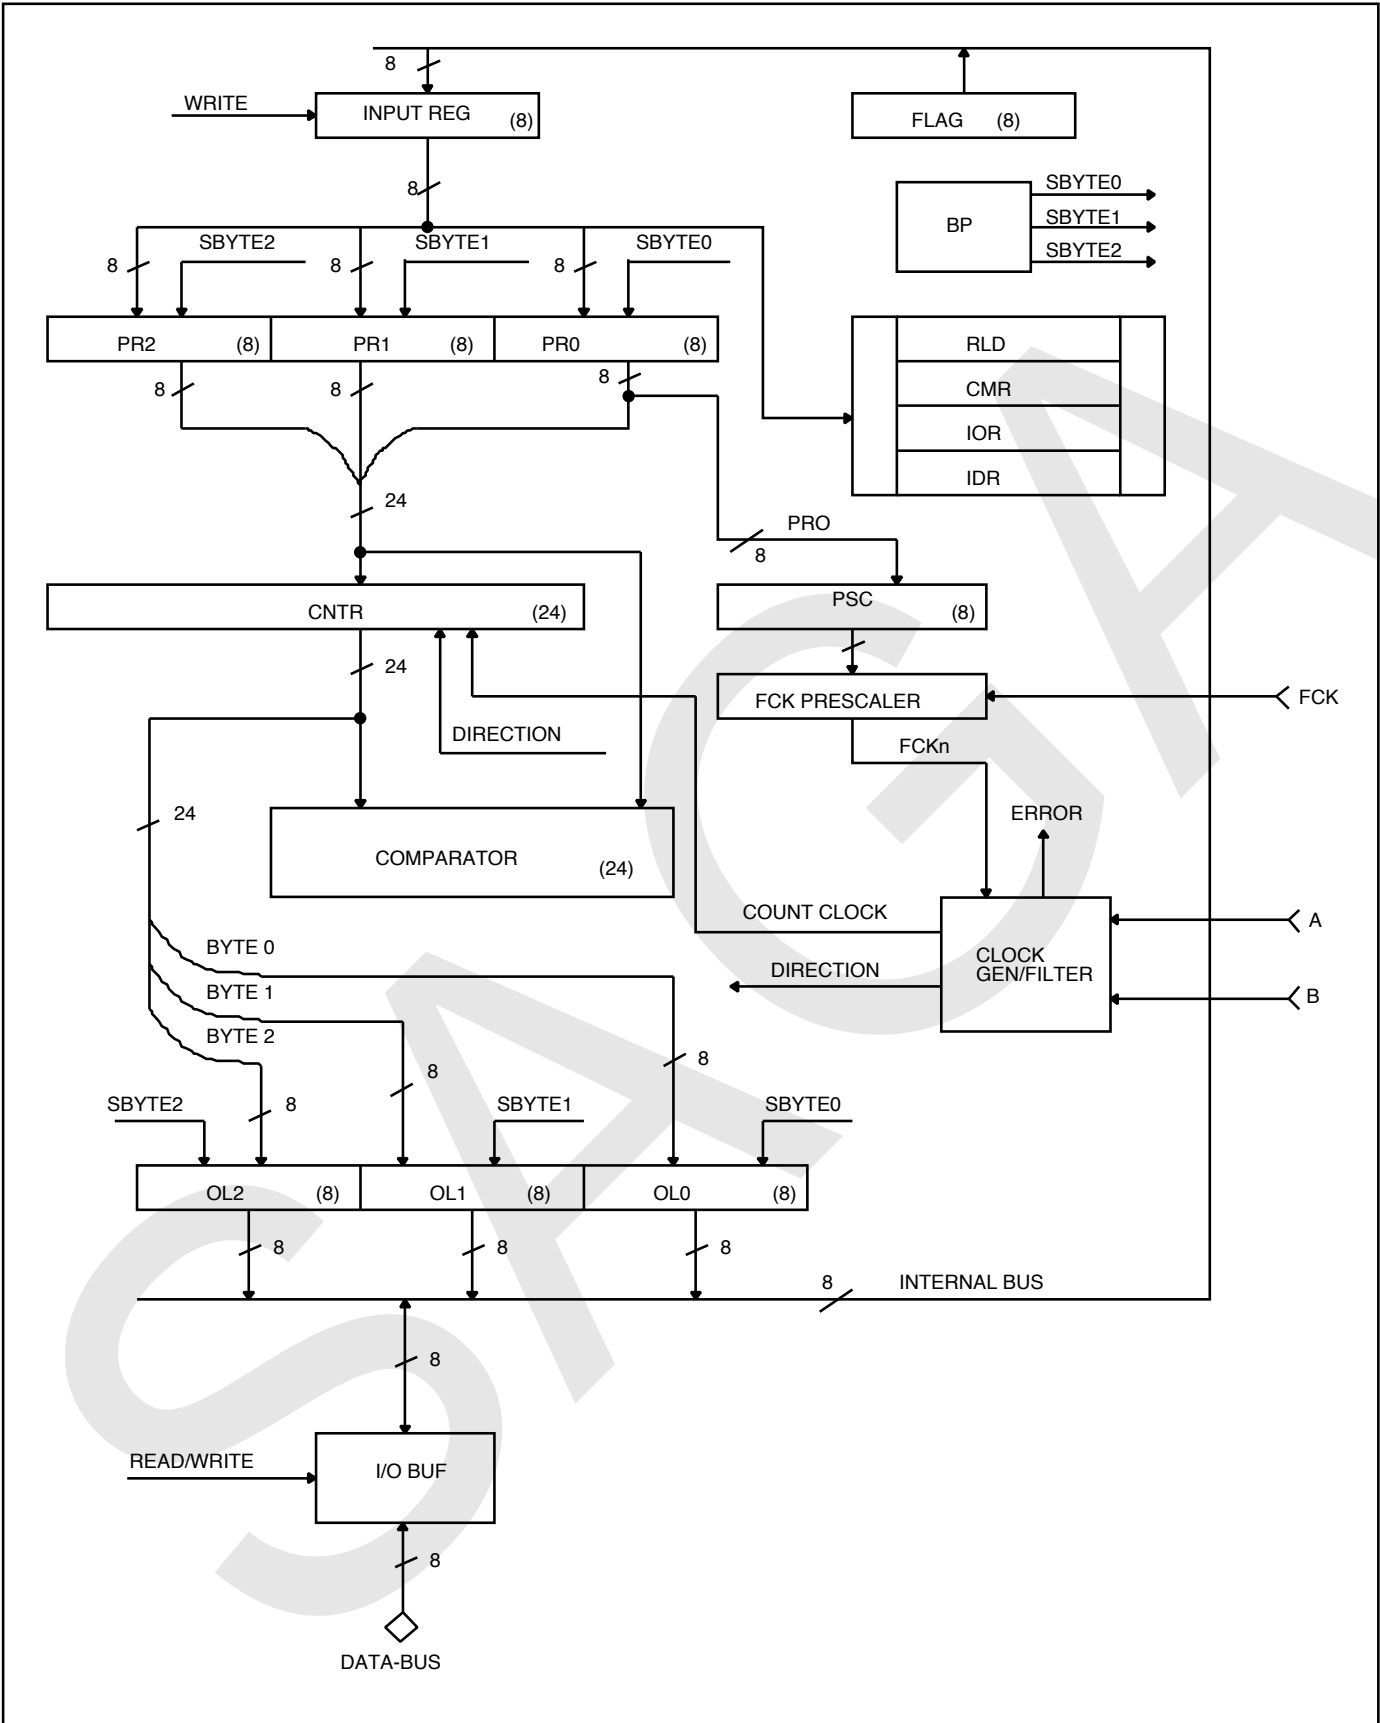 8
WRITE
INPUT REG (8)
FLAG (8)
8
SBYTE0
BP
SBYTE1
SBYTE2
SBYTE2
SBYTE1
SBYTE0
8
8
8
PR2 (8)
PR1 (8)
PR0 (8)
RLD
CMR
IOR
IDR
8
8
8
24
PRO
8
CNTR (24)
PSC (8)
24
FCK PRESCALER
FCK
DIRECTION
FCKn
24
ERROR
COMPARATOR (24)
COUNT CLOCK
A
BYTE 0
CLOCK
GEN/FILTER
DIRECTION
BYTE 1
B
BYTE 2
8
8
SBYTE2
8
SBYTE1
SBYTE0
OL2 (8)
OL1 (8)
OL0 (8)
8
8
8
8
INTERNAL BUS
8
READ/WRITE
I/O BUF
8
DATA-BUS
SAGA